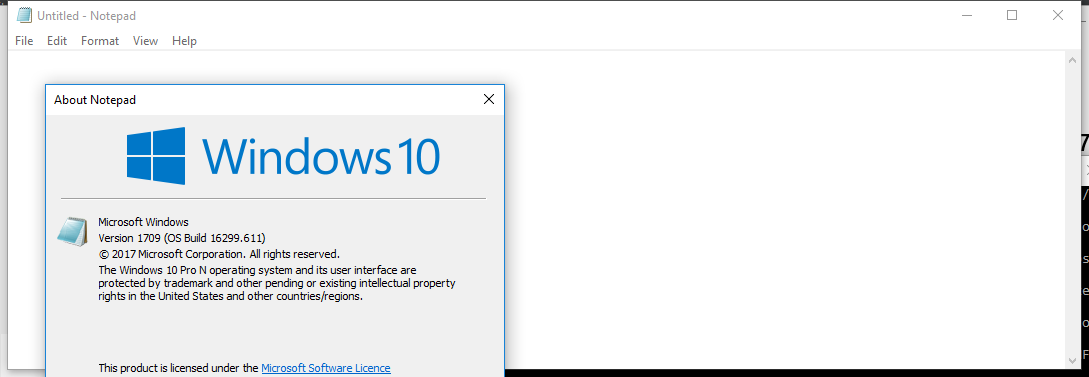 Untitled - Notepad
File Edit Format View Help
About Notepad
Windows 10
Microsoft Windows
Version 1709 (OS Build 16299.611)
© 2017 Microsoft Corporation. All rights reserved.
The Windows 10 Pro N operating system and its user interface are
protected by trademark and other pending or existing intellectual property
rights in the United States and other countries/regions.
This product is licensed under the Microsoft Software Licence